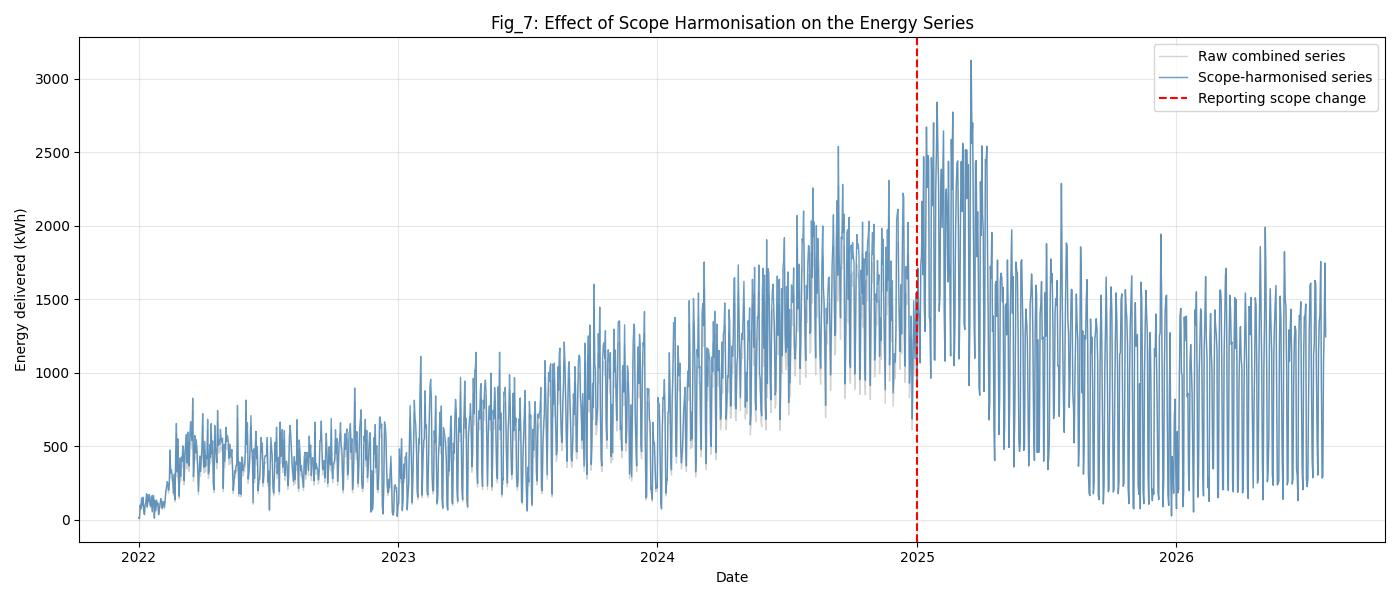 Fig_7: Effect of Scope Harmonisation on the Energy Series
Raw combined series
Scope-harmonised series
Reporting scope change
Energy delivered (kWh)
3000
2500
2000
1500
1000
500
0
2022
2023
2024
2025
2026
Date